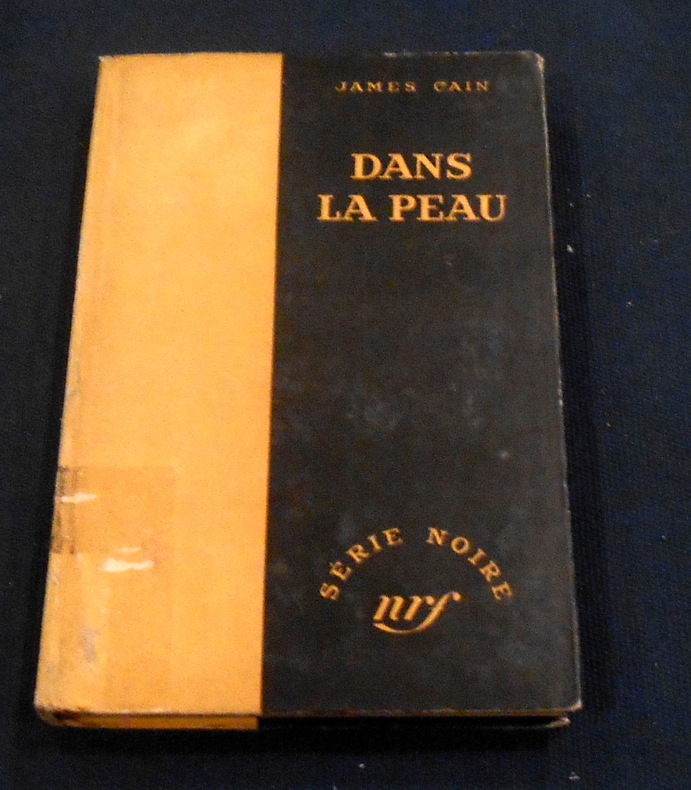 JAMES CAIN
DANS
LA PEAU
SÉRIE NOIRE
nrf